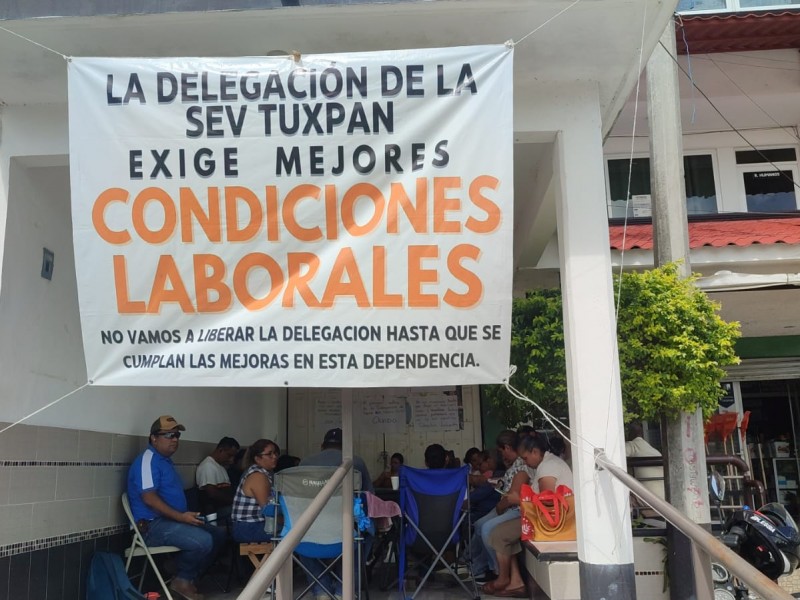 LA DELEGACIÓN DE LA
SEV TUXPAN
EXIGE MEJORES
CONDICIONES
LABORALES
NO VAMOS A LIBERAR LA DELEGACION HASTA QUE SE
CUMPLAN LAS MEJORAS EN ESTA DEPENDENCIA.